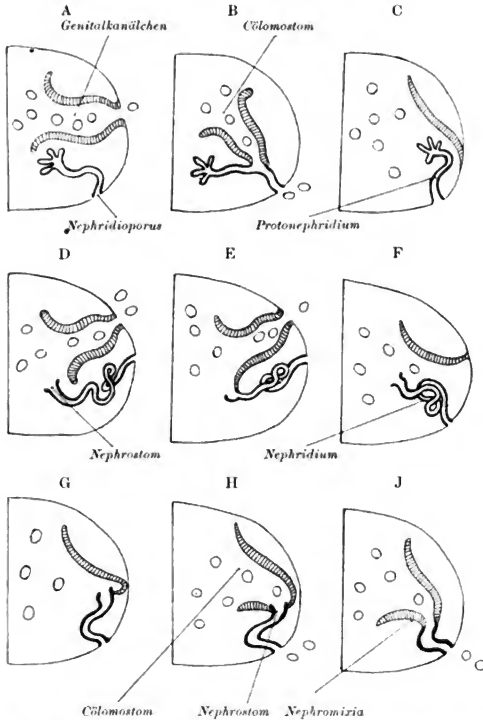 A
B
C
Genitalkanälchen
Cölomostom
Nephridioporus
Protonephridium
D
E
F
Nephrostom
Nephridium
G
H
J
Cölomostom
Nephrostom
Nephromixia